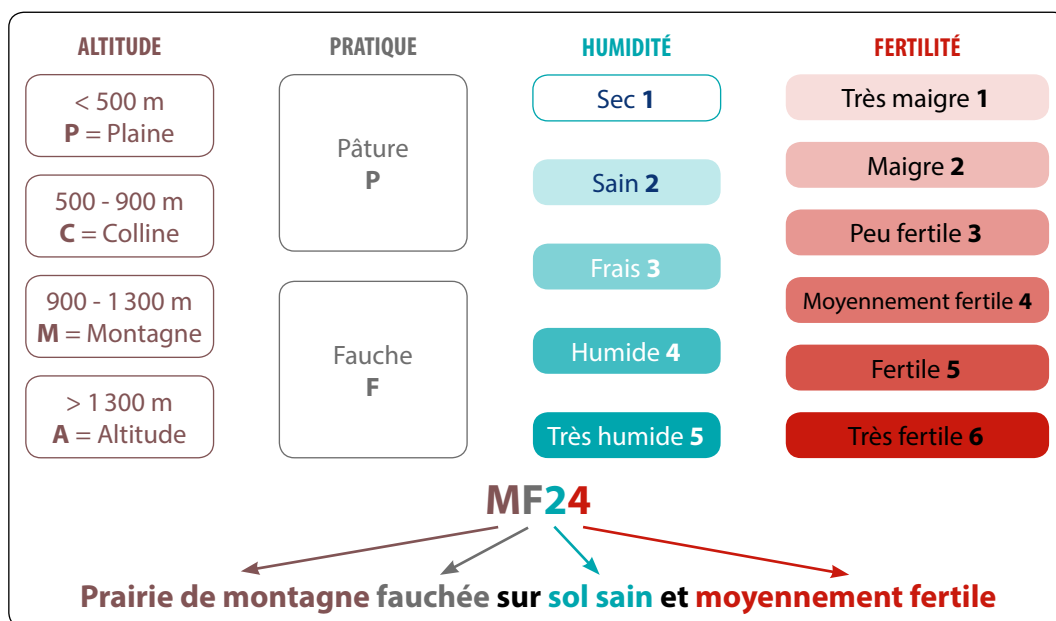 ALTITUDE
< 500 m
P = Plaine
500 - 900 m
C = Colline
900 - 1 300 m
M = Montagne
> 1 300 m
A = Altitude
PRATIQUE
Pâture
P
Fauche
F
HUMIDITÉ
Sec 1
Sain 2
Frais 3
Humide 4
Très humide 5
FERTILITÉ
Très maigre 1
Maigre 2
Peu fertile 3
Moyennement fertile 4
Fertile 5
Très fertile 6
MF24
Prairie de montagne fauchée sur sol sain et moyennement fertile